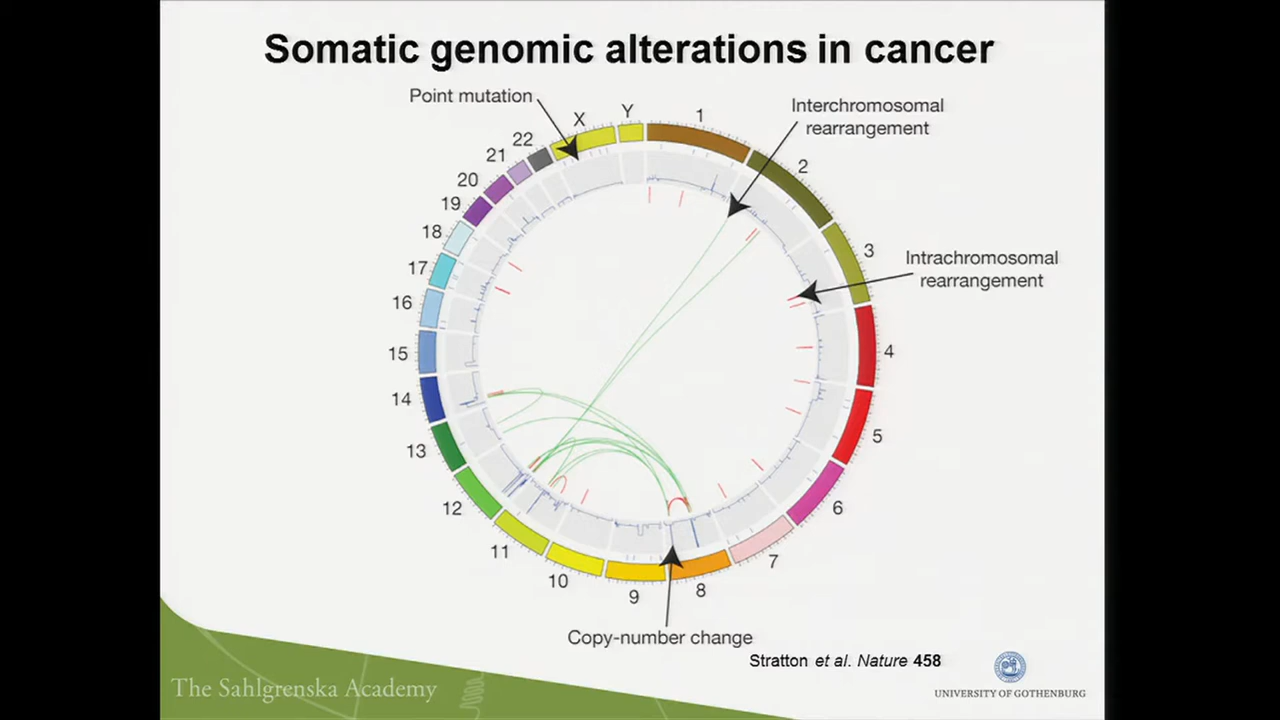 Somatic genomic alterations in cancer
Point mutation
Interchromosomal
rearrangement
Intrachromosomal
rearrangement
X
Y
1
2
3
4
5
6
7
8
9
10
11
12
13
14
15
16
17
18
19
20
21
22
Copy-number change
Stratton et al. Nature 458
The Sahlgrenska Academy
UNIVERSITY OF GOTHENBURG